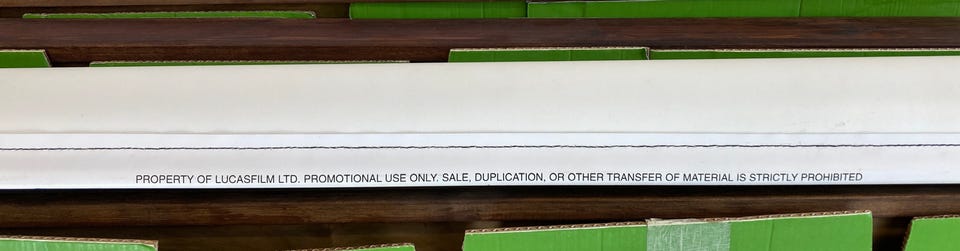 PROPERTY OF LUCASFILM LTD. PROMOTIONAL USE ONLY. SALE, DUPLICATION, OR OTHER TRANSFER OF MATERIAL IS STRICTLY PROHIBITED